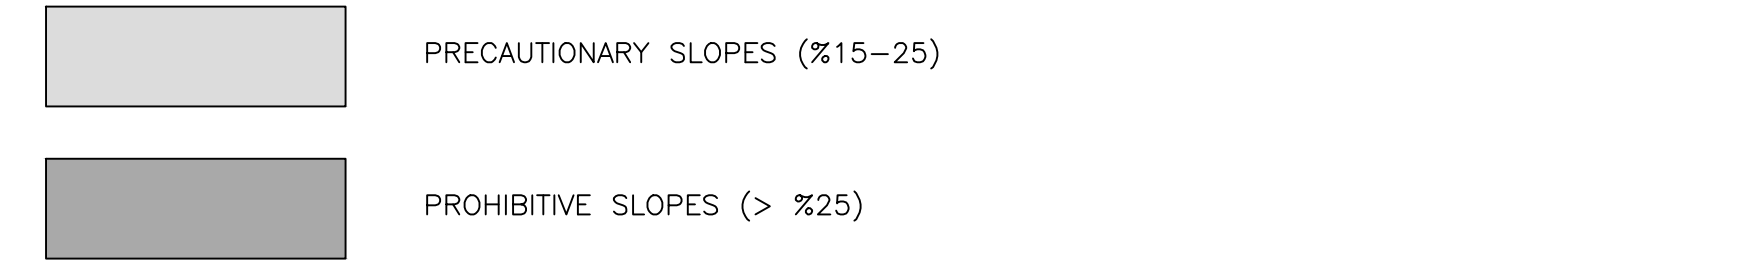 PRECAUTIONARY SLOPES (%15-25)
PROHIBITIVE SLOPES (> %25)